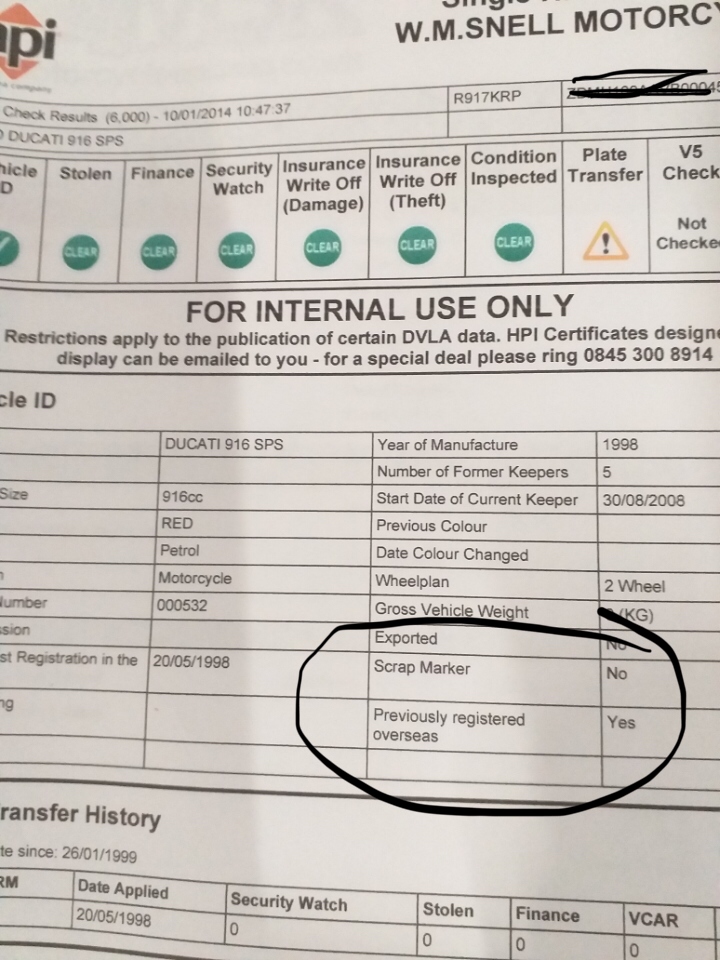 hpi
W.M.SNELL MOTORCY
Check Results (6,000) - 10/01/2014 10:47:37
R917KRP
DUCATI 916 SPS
hicle
D
Stolen
CLEAR
Finance
CLEAR
Security
Watch
CLEAR
Insurance
Write Off
(Damage)
CLEAR
Insurance
Write Off
(Theft)
CLEAR
Condition
Inspected
CLEAR
Plate
Transfer
!
V5
Check
Not
Checke
FOR INTERNAL USE ONLY
Restrictions apply to the publication of certain DVLA data. HPI Certificates designe
display can be emailed to you - for a special deal please ring 0845 300 8914
cle ID
DUCATI 916 SPS Year of Manufacture 1998
Number of Former Keepers 5
Size 916cc Start Date of Current Keeper 30/08/2008
RED Previous Colour
Petrol Date Colour Changed
Motorcycle Wheelplan 2 Wheel
umber 000532 Gross Vehicle Weight (KG)
ssion Exported No
st Registration in the 20/05/1998 Scrap Marker No
ng Previously registered Yes
overseas
ransfer History
te since: 26/01/1999
RM Date Applied Security Watch Stolen Finance VCAR
20/05/1998 0 0 0 0